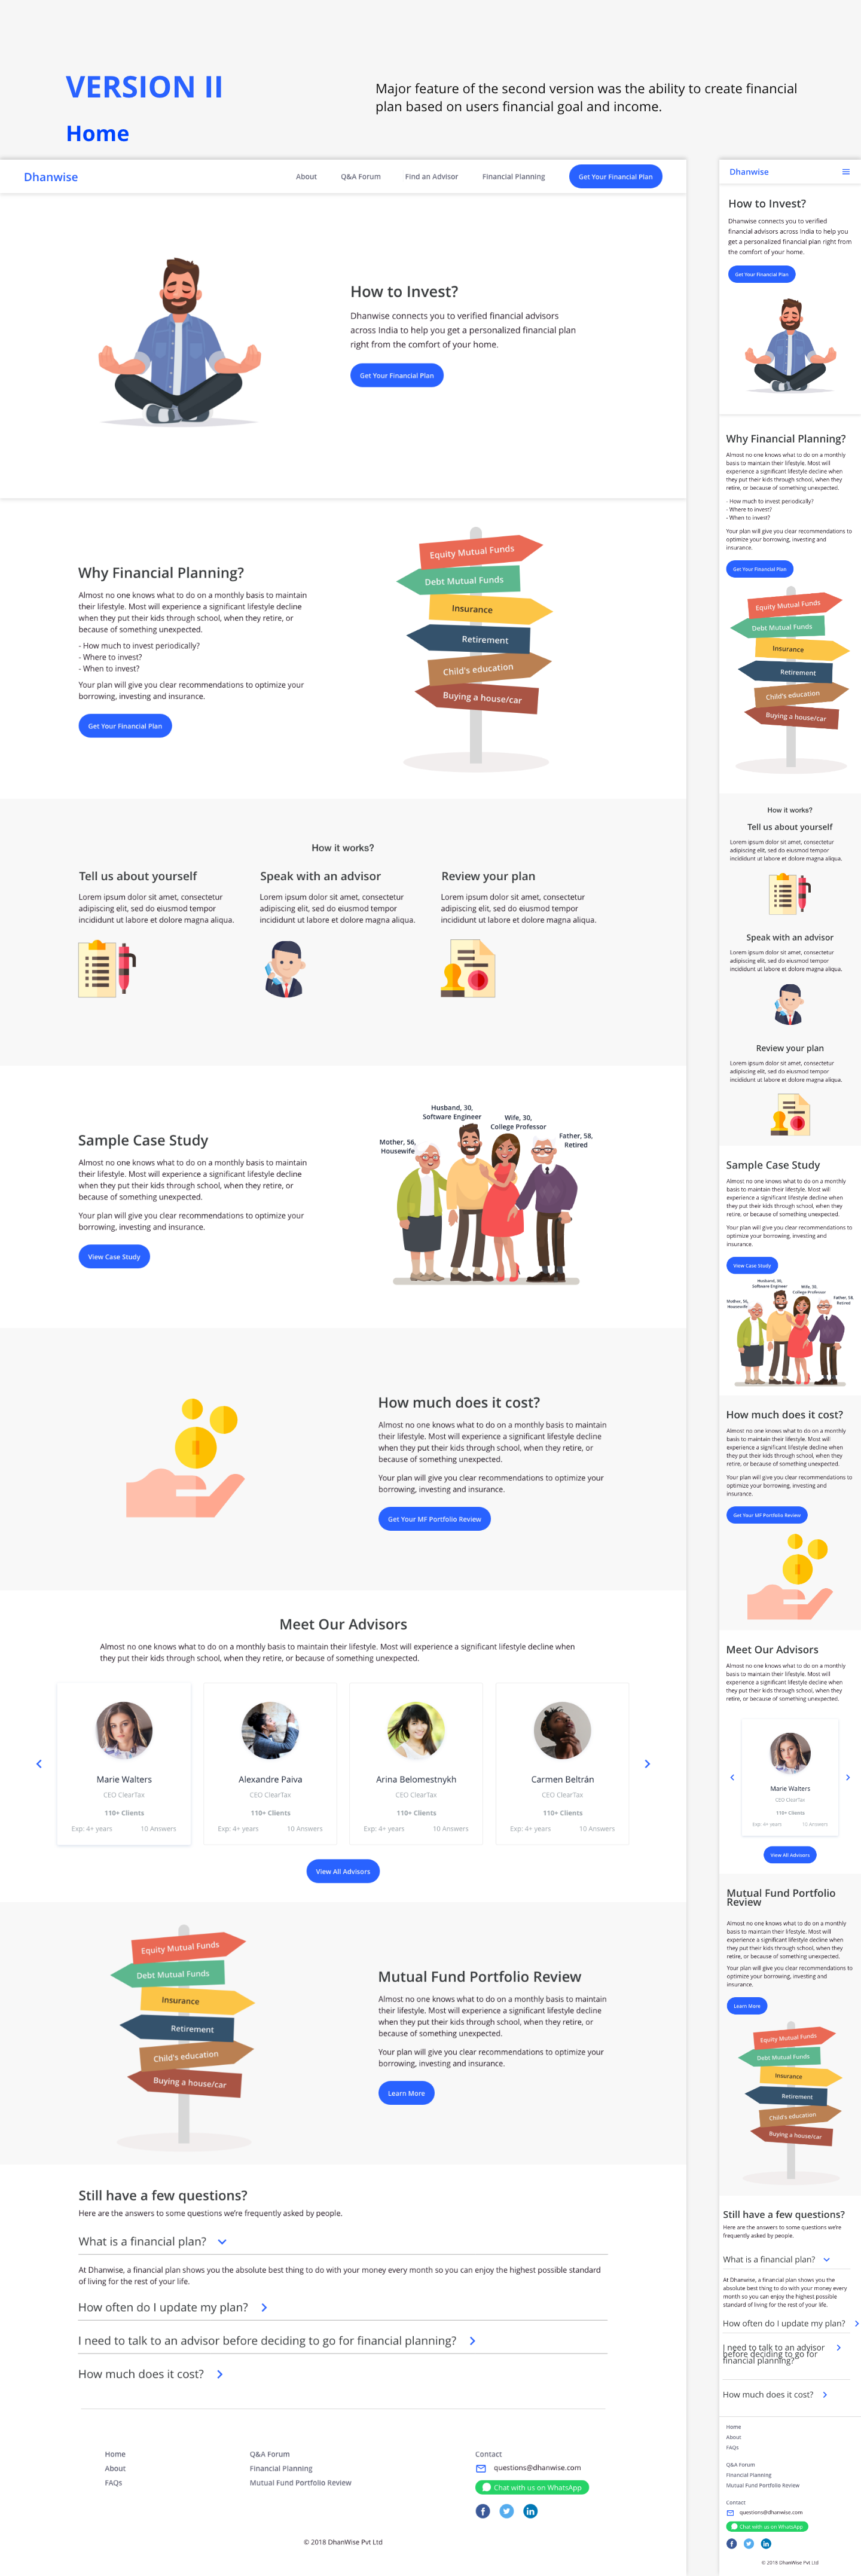 VERSION II
Major feature of the second version was the ability to create financial
plan based on users financial goal and income.
Home
Dhanwise
About
Q&A Forum
Find an Advisor
Financial Planning
Get Your Financial Plan
How to Invest?
Dhanwise connects you to verified financial advisors
across India to help you get a personalized financial plan
right from the comfort of your home.
Get Your Financial Plan
Why Financial Planning?
Almost no one knows what to do on a monthly basis to maintain
their lifestyle. Most will experience a significant lifestyle decline
when they put their kids through school, when they retire, or
because of something unexpected.
- How much to invest periodically?
- Where to invest?
- When to invest?
Your plan will give you clear recommendations to optimize your
borrowing, investing and insurance.
Get Your Financial Plan
Equity Mutual Funds
Debt Mutual Funds
Insurance
Retirement
Child's education
Buying a house/car
How it works?
Tell us about yourself
Lorem ipsum dolor sit amet, consectetur
adipiscing elit, sed do eiusmod tempor
incididunt ut labore et dolore magna aliqua.
Speak with an advisor
Lorem ipsum dolor sit amet, consectetur
adipiscing elit, sed do eiusmod tempor
incididunt ut labore et dolore magna aliqua.
Review your plan
Lorem ipsum dolor sit amet, consectetur
adipiscing elit, sed do eiusmod tempor
incididunt ut labore et dolore magna aliqua.
Sample Case Study
Almost no one knows what to do on a monthly basis to maintain
their lifestyle. Most will experience a significant lifestyle decline
when they put their kids through school, when they retire, or
because of something unexpected.
Your plan will give you clear recommendations to optimize your
borrowing, investing and insurance.
View Case Study
Mother, 56,
Housewife
Husband, 30,
Software Engineer
Wife, 30,
College Professor
Father, 58,
Retired
How much does it cost?
Almost no one knows what to do on a monthly basis to maintain
their lifestyle. Most will experience a significant lifestyle decline
when they put their kids through school, when they retire, or
because of something unexpected.
Your plan will give you clear recommendations to optimize your
borrowing, investing and insurance.
Get Your MF Portfolio Review
Meet Our Advisors
Almost no one knows what to do on a monthly basis to maintain their lifestyle. Most will experience a significant lifestyle decline when
they put their kids through school, when they retire, or because of something unexpected.
Marie Walters
CEO ClearTax
110+ Clients
Exp: 4+ years
10 Answers
Alexandre Paiva
CEO ClearTax
110+ Clients
Exp: 4+ years
10 Answers
Arina Belomestnykh
CEO ClearTax
110+ Clients
Exp: 4+ years
10 Answers
Carmen Beltrán
CEO ClearTax
110+ Clients
Exp: 4+ years
10 Answers
View All Advisors
Equity Mutual Funds
Debt Mutual Funds
Insurance
Retirement
Child's education
Buying a house/car
Mutual Fund Portfolio Review
Almost no one knows what to do on a monthly basis to maintain
their lifestyle. Most will experience a significant lifestyle decline
when they put their kids through school, when they retire, or
because of something unexpected.
Your plan will give you clear recommendations to optimize your
borrowing, investing and insurance.
Learn More
Still have a few questions?
Here are the answers to some questions we're frequently asked by people.
What is a financial plan?
At Dhanwise, a financial plan shows you the absolute best thing to do with your money every month so you can enjoy the highest possible standard
of living for the rest of your life.
How often do I update my plan?
I need to talk to an advisor before deciding to go for financial planning?
How much does it cost?
Home
About
FAQs
Q&A Forum
Financial Planning
Mutual Fund Portfolio Review
Contact
questions@dhanwise.com
Chat with us on WhatsApp
© 2018 DhanWise Pvt Ltd
Dhanwise
How to Invest?
Dhanwise connects you to verified
financial advisors across India to help you
get a personalized financial plan right from
the comfort of your home.
Get Your Financial Plan
Why Financial Planning?
Almost no one knows what to do on a monthly
basis to maintain their lifestyle. Most will
experience a significant lifestyle decline when
they put their kids through school, when they
retire, or because of something unexpected.
- How much to invest periodically?
- Where to invest?
- When to invest?
Your plan will give you clear recommendations to
optimize your borrowing, investing and
insurance.
Get Your Financial Plan
Equity Mutual Funds
Debt Mutual Funds
Insurance
Retirement
Child's education
Buying a house/car
How it works?
Tell us about yourself
Lorem ipsum dolor sit amet, consectetur
adipiscing elit, sed do eiusmod tempor
incididunt ut labore et dolore magna aliqua.
Speak with an advisor
Lorem ipsum dolor sit amet, consectetur
adipiscing elit, sed do eiusmod tempor
incididunt ut labore et dolore magna aliqua.
Review your plan
Lorem ipsum dolor sit amet, consectetur
adipiscing elit, sed do eiusmod tempor
incididunt ut labore et dolore magna aliqua.
Sample Case Study
Almost no one knows what to do on a monthly
basis to maintain their lifestyle. Most will
experience a significant lifestyle decline when
they put their kids through school, when they
retire, or because of something unexpected.
Your plan will give you clear recommendations to
optimize your borrowing, investing and
insurance.
View Case Study
Mother, 56,
Housewife
Husband, 30,
Software Engineer
Wife, 30,
College Professor
Father, 58,
Retired
How much does it cost?
Almost no one knows what to do on a monthly
basis to maintain their lifestyle. Most will
experience a significant lifestyle decline when
they put their kids through school, when they
retire, or because of something unexpected.
Your plan will give you clear recommendations to
optimize your borrowing, investing and
insurance.
Get Your MF Portfolio Review
Meet Our Advisors
Almost no one knows what to do on a monthly
basis to maintain their lifestyle. Most will
experience a significant lifestyle decline when
they put their kids through school, when they
retire, or because of something unexpected.
Marie Walters
CEO ClearTax
110+ Clients
Exp: 4+ years
10 Answers
View All Advisors
Mutual Fund Portfolio
Review
Almost no one knows what to do on a monthly
basis to maintain their lifestyle. Most will
experience a significant lifestyle decline when
they put their kids through school, when they
retire, or because of something unexpected.
Your plan will give you clear recommendations to
optimize your borrowing, investing and
insurance.
Learn More
Equity Mutual Funds
Debt Mutual Funds
Insurance
Retirement
Child's education
Buying a house/car
Still have a few questions?
Here are the answers to some questions we're
frequently asked by people.
What is a financial plan?
At Dhanwise, a financial plan shows you the
absolute best thing to do with your money every
month so you can enjoy the highest possible
standard of living for the rest of your life.
How often do I update my plan?
I need to talk to an advisor
before deciding to go for
financial planning?
How much does it cost?
Home
About
FAQs
Q&A Forum
Financial Planning
Mutual Fund Portfolio Review
Contact
questions@dhanwise.com
Chat with us on WhatsApp
© 2018 DhanWise Pvt Ltd